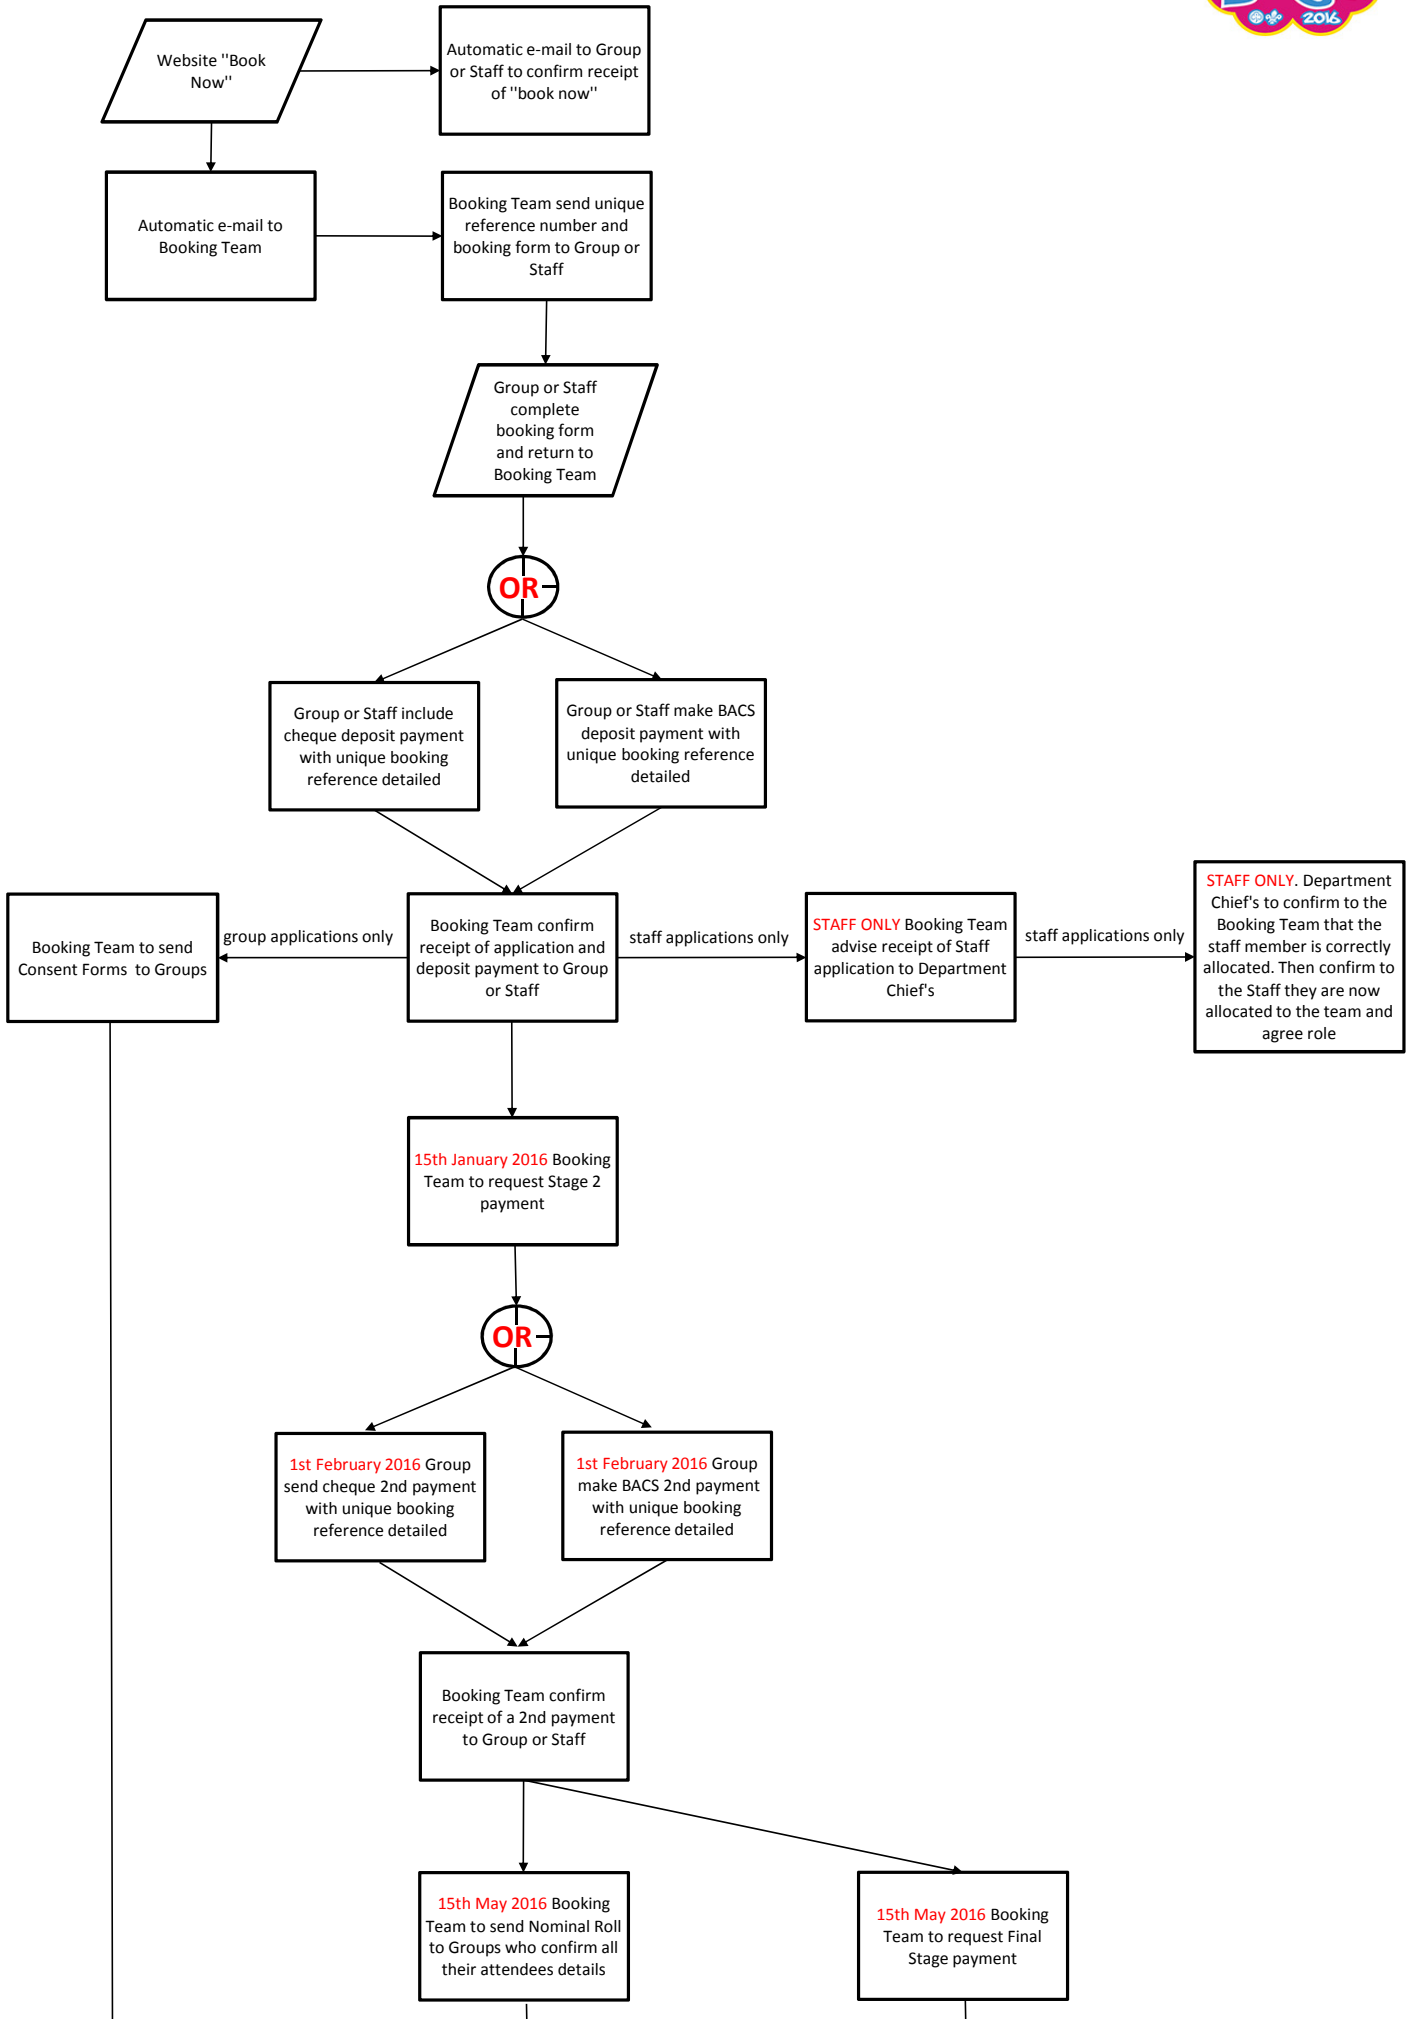 2016
Website "Book
Now"
Automatic e-mail to Group
or Staff to confirm receipt
of "book now"
Automatic e-mail to
Booking Team
Booking Team send unique
reference number and
booking form to Group or
Staff
Group or Staff
complete
booking form
and return to
Booking Team
OR
Group or Staff include
cheque deposit payment
with unique booking
reference detailed
Group or Staff make BACS
deposit payment with
unique booking reference
detailed
Booking Team to send
Consent Forms to Groups
group applications only
Booking Team confirm
receipt of application and
deposit payment to Group
or Staff
staff applications only
STAFF ONLY Booking Team
advise receipt of Staff
application to Department
Chief's
staff applications only
STAFF ONLY. Department
Chief's to confirm to the
Booking Team that the
staff member is correctly
allocated. Then confirm to
the Staff they are now
allocated to the team and
agree role
15th January 2016 Booking
Team to request Stage 2
payment
OR
1st February 2016 Group
send cheque 2nd payment
with unique booking
reference detailed
1st February 2016 Group
make BACS 2nd payment
with unique booking
reference detailed
Booking Team confirm
receipt of a 2nd payment
to Group or Staff
15th May 2016 Booking
Team to send Nominal Roll
to Groups who confirm all
their attendees details
15th May 2016 Booking
Team to request Final
Stage payment